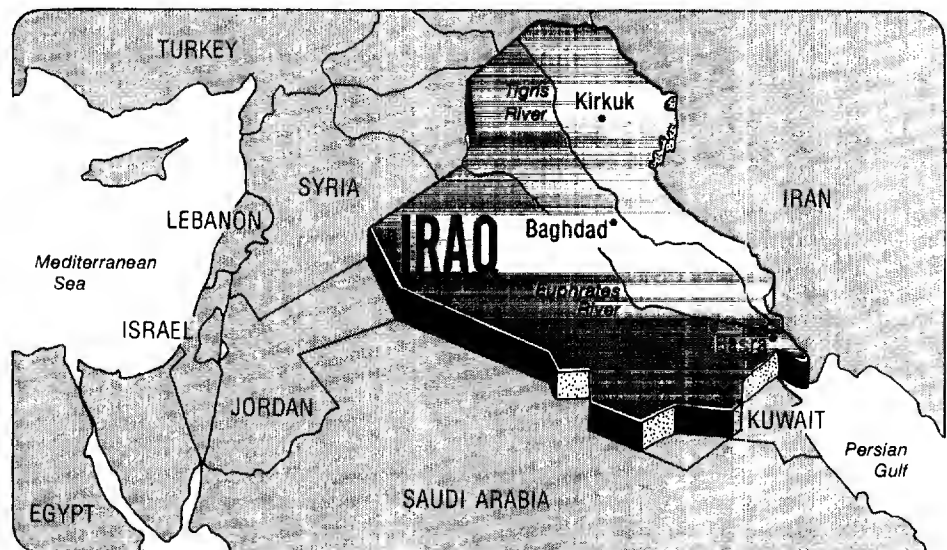 TURKEY
Tigris
River
Kirkuk
SYRIA
IRAN
LEBANON
Baghdad
IRAQ
Mediterranean
Sea
Euphrates
River
ISRAEL
Basra
JORDAN
KUWAIT
Persian
Gulf
SAUDI ARABIA
EGYPT